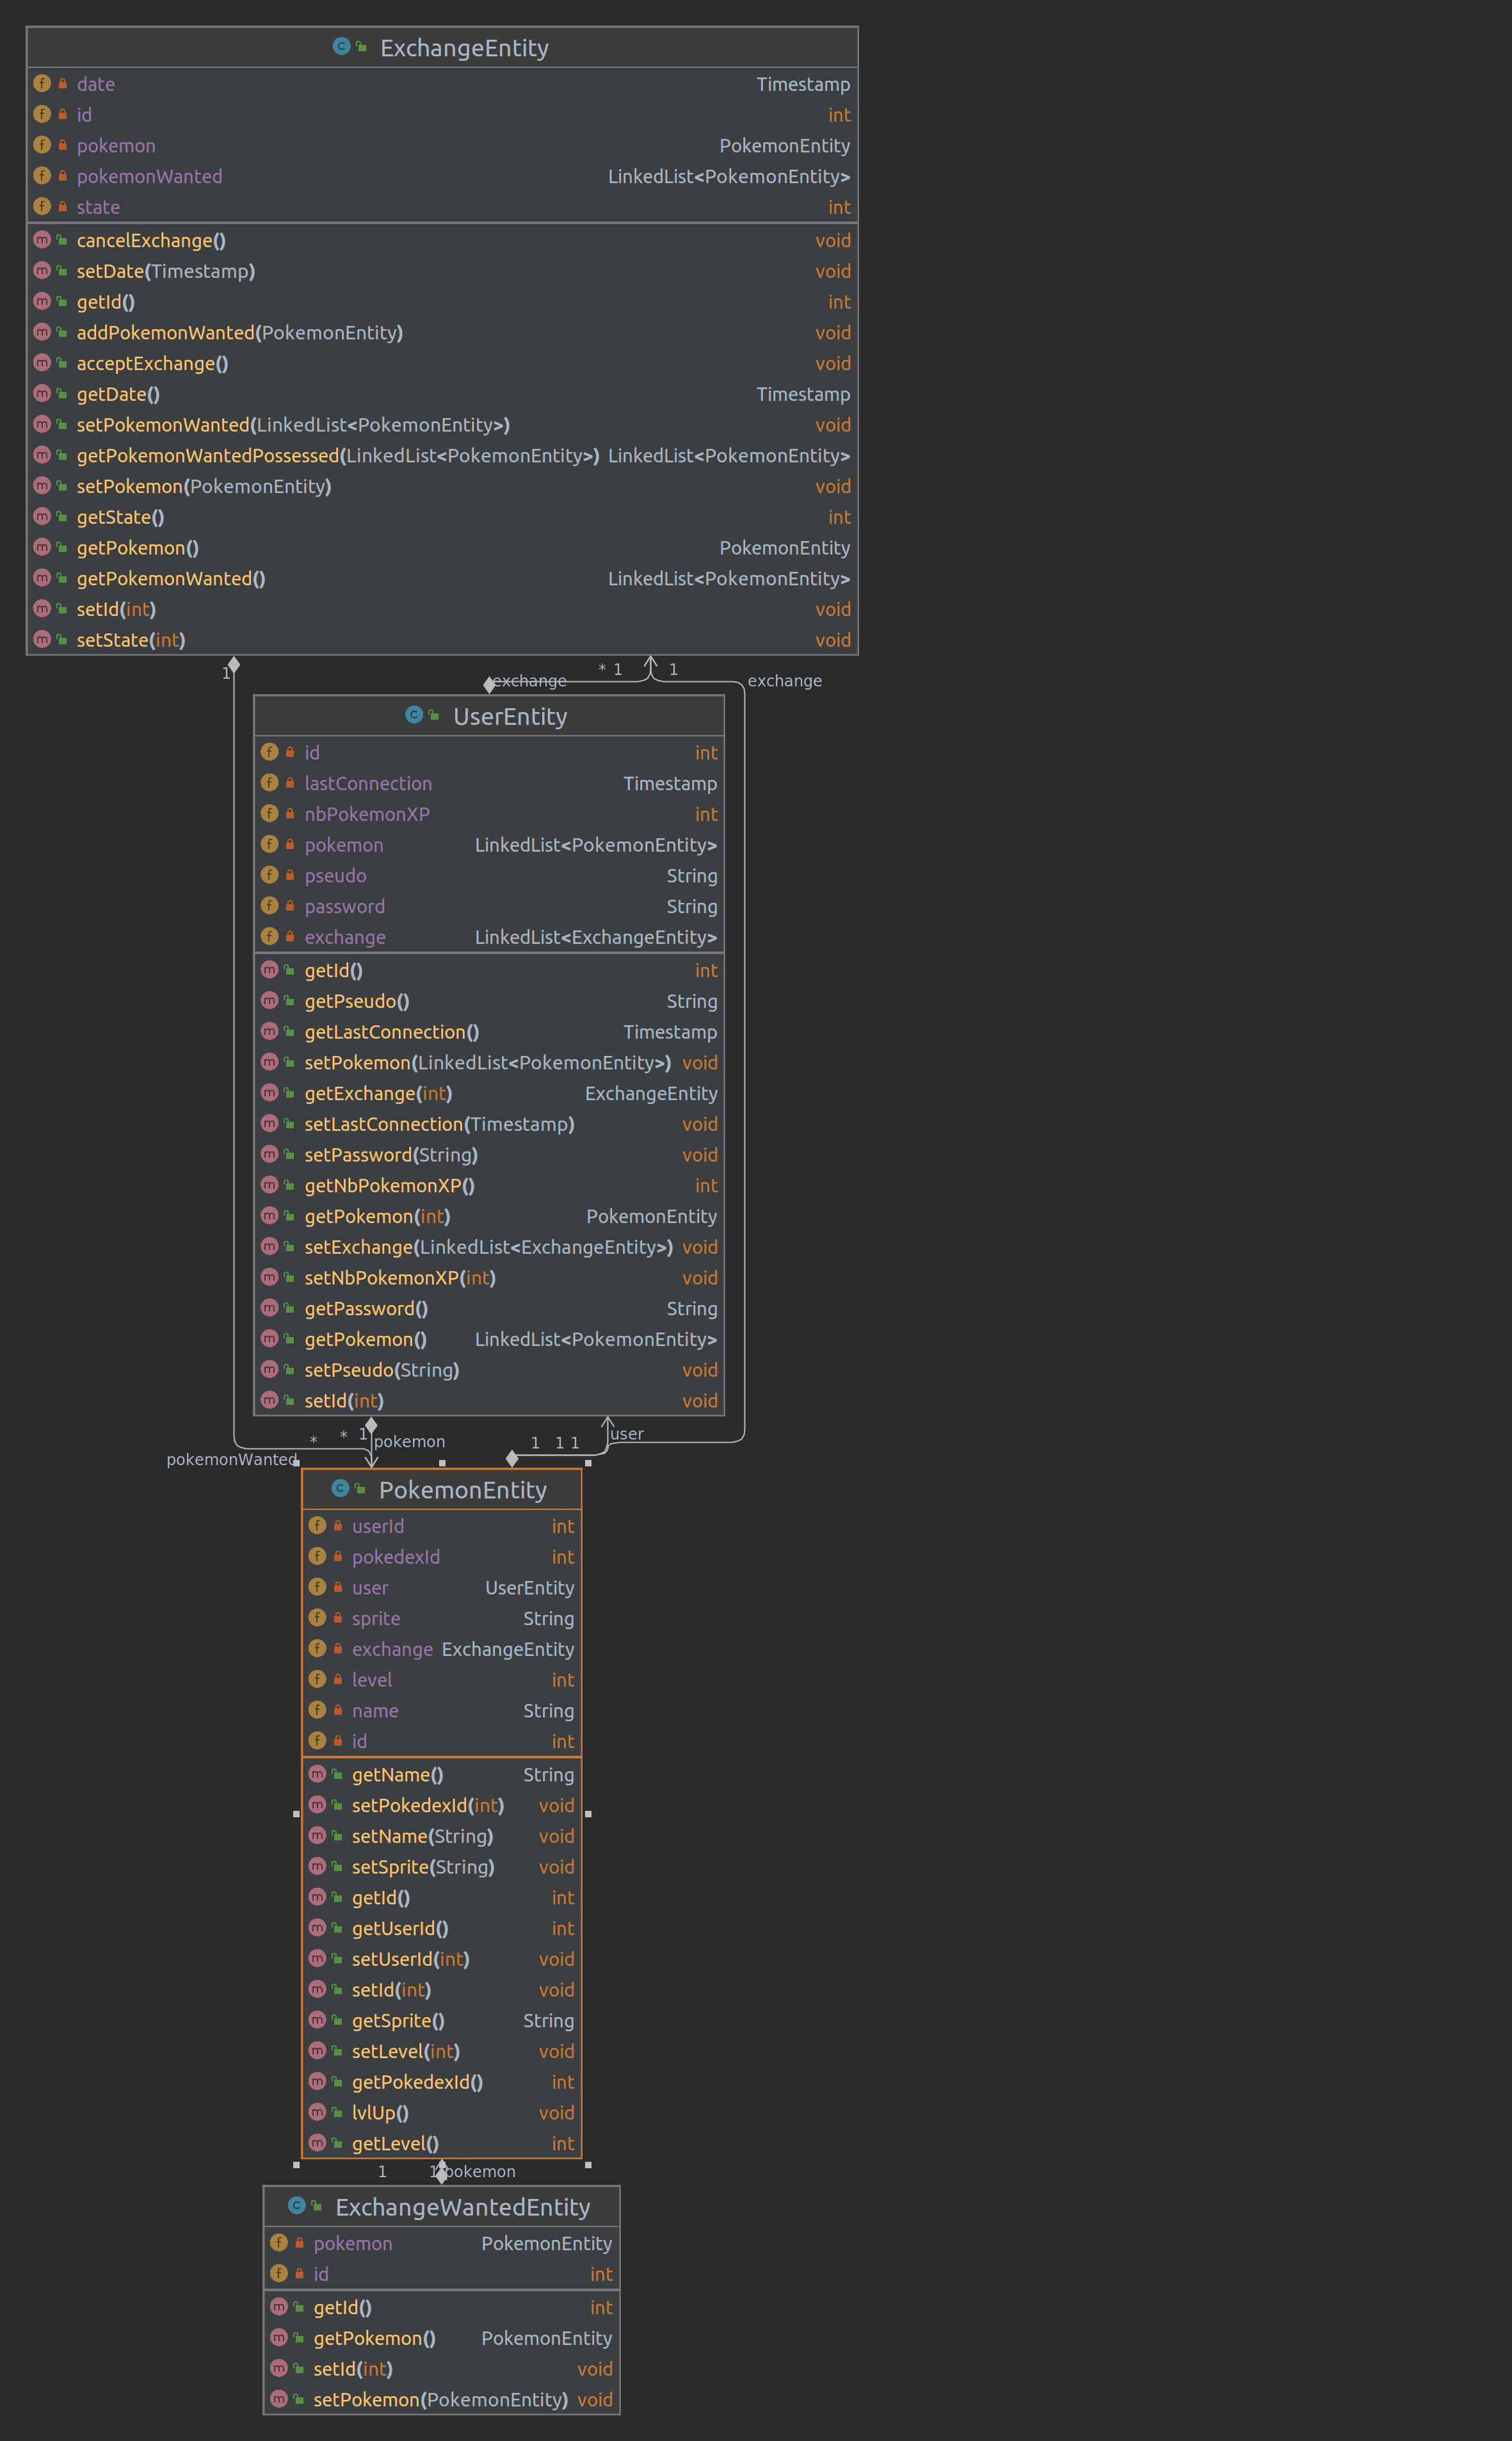 ExchangeEntity
date Timestamp
id int
pokemon PokemonEntity
pokemonWanted LinkedList<PokemonEntity>
state int
cancelExchange() void
setDate(Timestamp) void
getId() int
addPokemonWanted(PokemonEntity) void
acceptExchange() void
getDate() Timestamp
setPokemonWanted(LinkedList<PokemonEntity>) void
getPokemonWantedPossessed(LinkedList<PokemonEntity>) LinkedList<PokemonEntity>
setPokemon(PokemonEntity) void
getState() int
getPokemon() PokemonEntity
getPokemonWanted() LinkedList<PokemonEntity>
setId(int) void
setState(int) void
1 * 1 1
exchange exchange
UserEntity
id int
lastConnection Timestamp
nbPokemonXP int
pokemon LinkedList<PokemonEntity>
pseudo String
password String
exchange LinkedList<ExchangeEntity>
getId() int
getPseudo() String
getLastConnection() Timestamp
setPokemon(LinkedList<PokemonEntity>) void
getExchange(int) ExchangeEntity
setLastConnection(Timestamp) void
setPassword(String) void
getNbPokemonXP() int
getPokemon(int) PokemonEntity
setExchange(LinkedList<ExchangeEntity>) void
setNbPokemonXP(int) void
getPassword() String
getPokemon() LinkedList<PokemonEntity>
setPseudo(String) void
setId(int) void
* * 1 pokemon 1 1 1 user
pokemonWanted
PokemonEntity
userId int
pokedexId int
user UserEntity
sprite String
exchange ExchangeEntity
level int
name String
id int
getName() String
setPokedexId(int) void
setName(String) void
setSprite(String) void
getId() int
getUserId() int
setUserId(int) void
setId(int) void
getSprite() String
setLevel(int) void
getPokedexId() int
lvlUp() void
getLevel() int
1 1 pokemon
ExchangeWantedEntity
pokemon PokemonEntity
id int
getId() int
getPokemon() PokemonEntity
setId(int) void
setPokemon(PokemonEntity) void